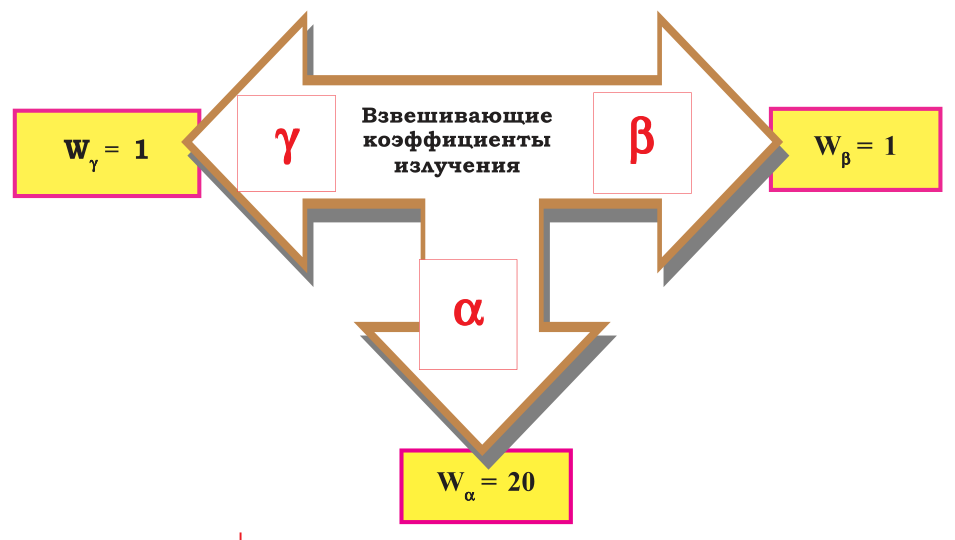 Взвешивающие
коэффициенты
излучения
γ
β
α
Wγ = 1
Wβ = 1
Wα = 20